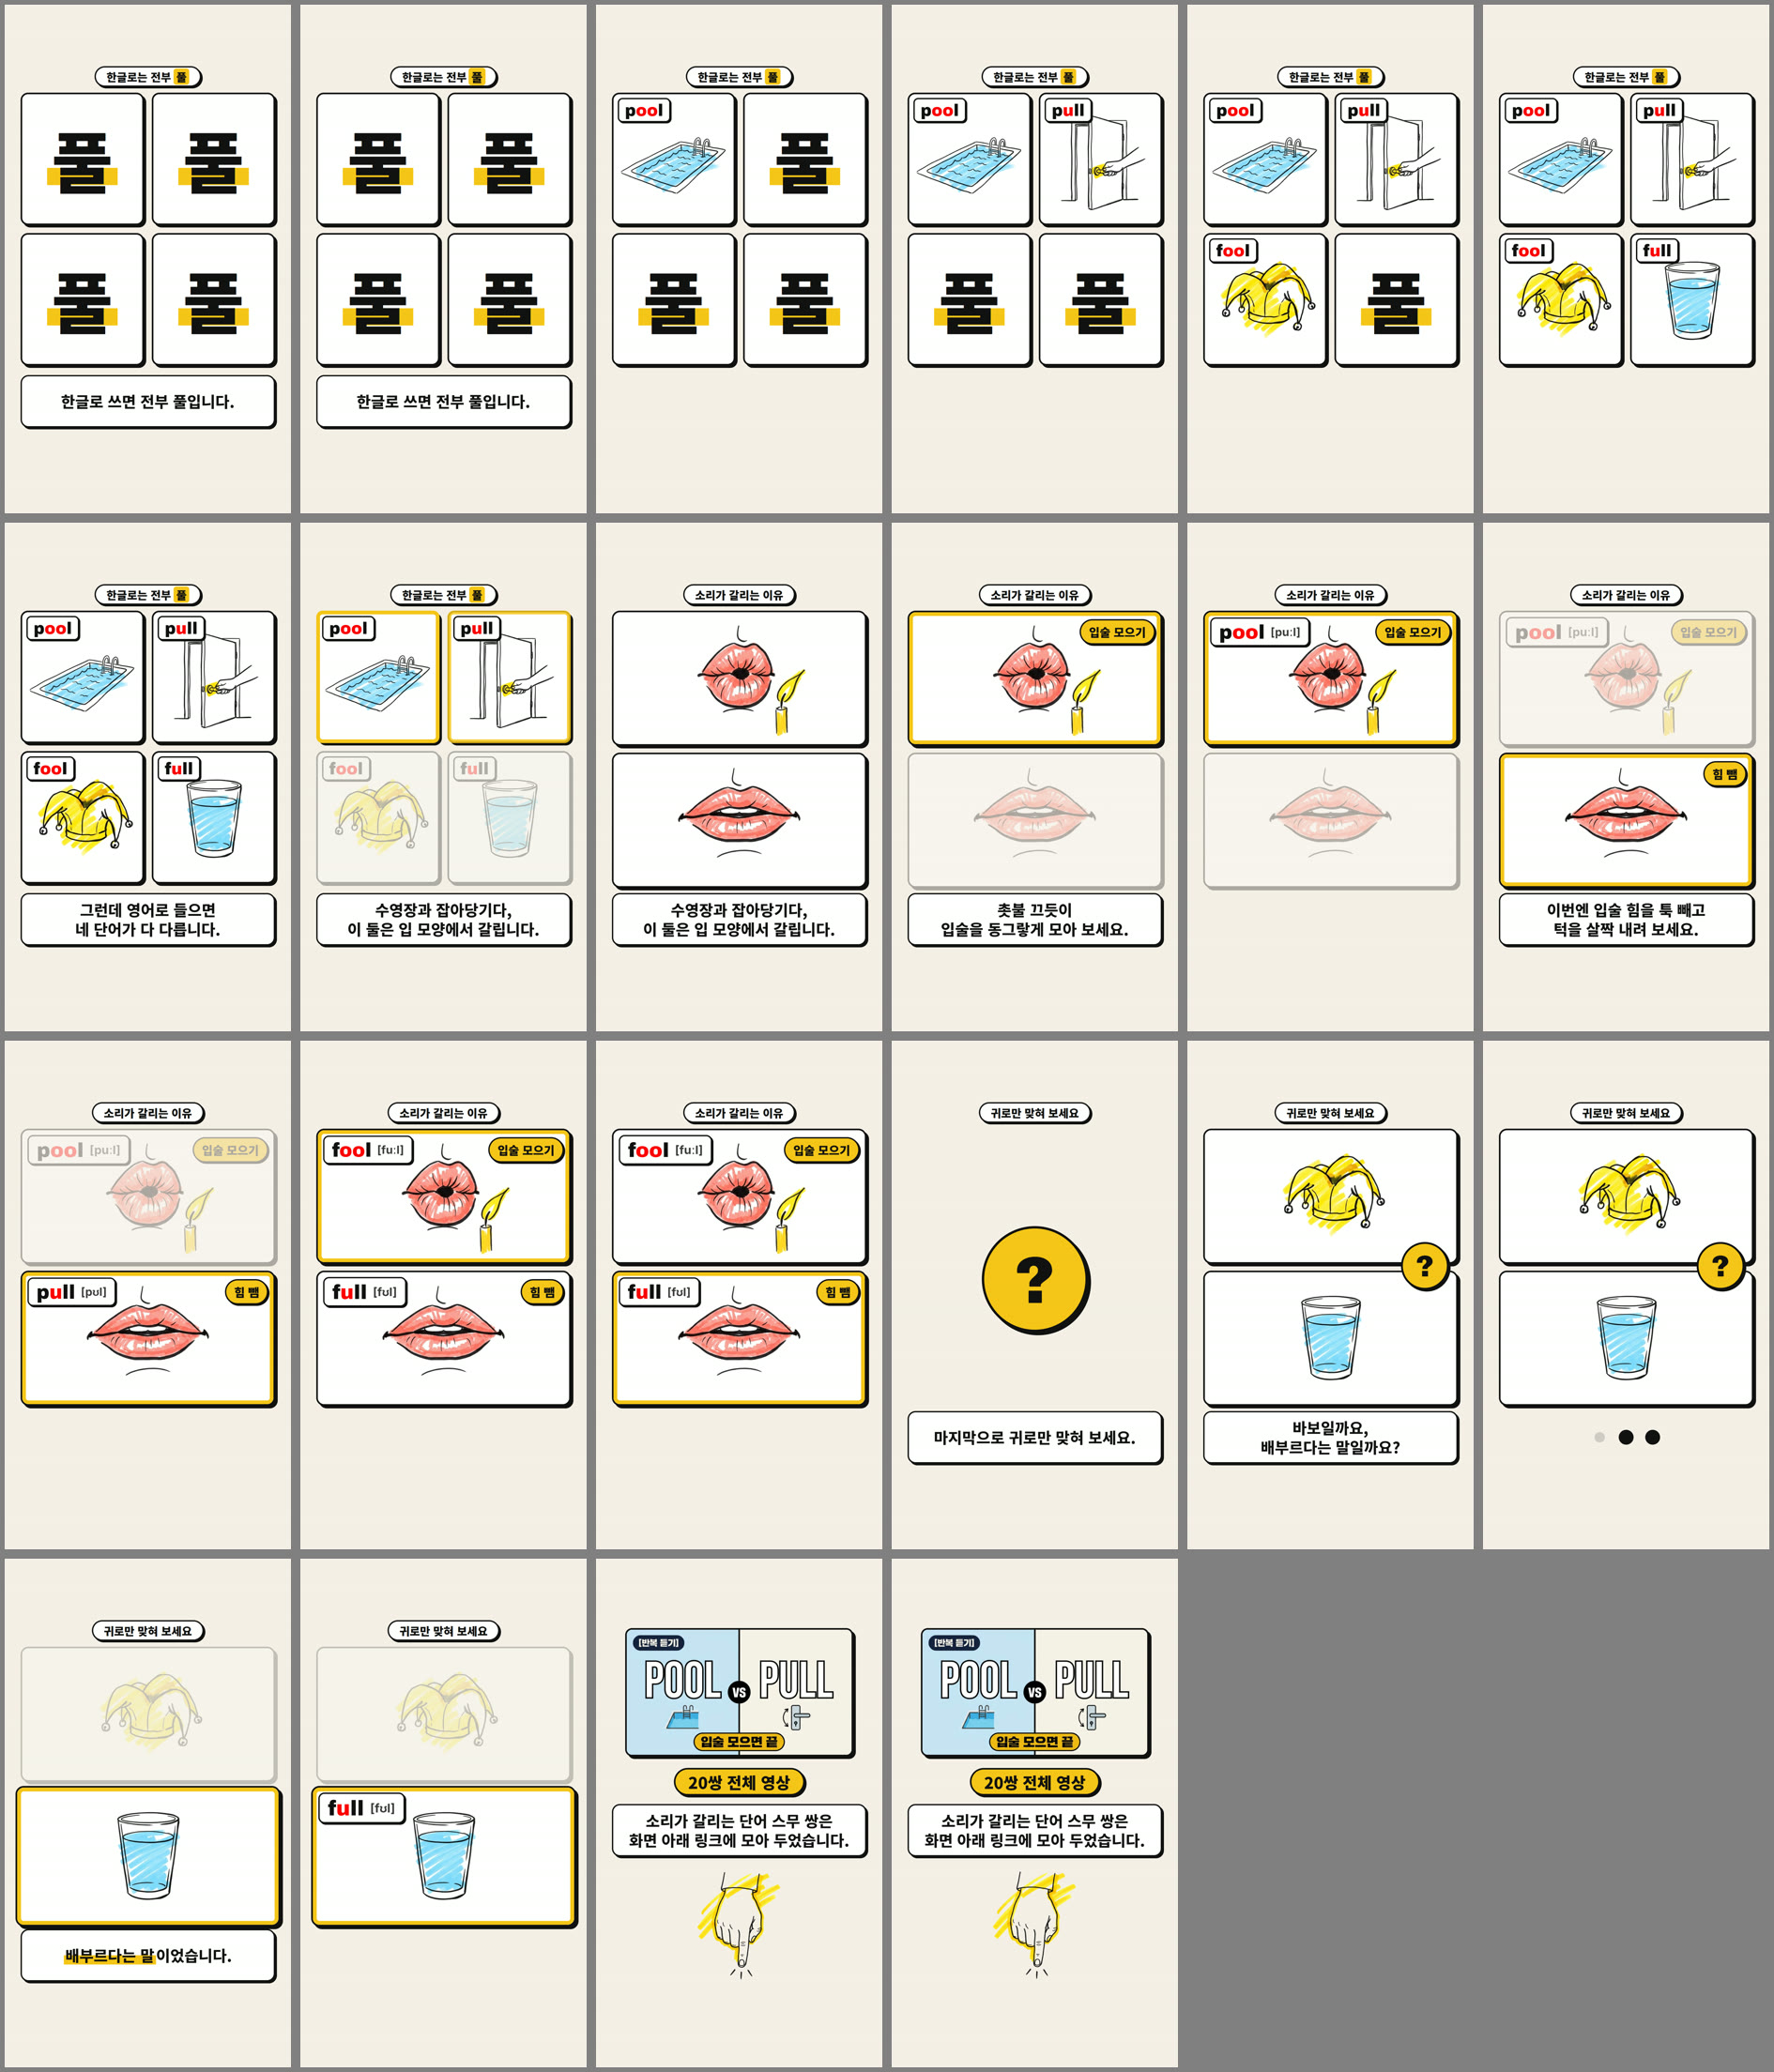 한글로는 전부 풀
풀 풀
풀 풀
한글로 쓰면 전부 풀입니다.
한글로는 전부 풀
풀 풀
풀 풀
한글로 쓰면 전부 풀입니다.
한글로는 전부 풀
pool
풀
풀 풀
한글로는 전부 풀
pool
pull
풀 풀
한글로는 전부 풀
pool
pull
fool
풀
한글로는 전부 풀
pool
pull
fool
full
한글로는 전부 풀
pool
pull
fool
full
그런데 영어로 들으면
네 단어가 다 다릅니다.
한글로는 전부 풀
pool
pull
fool
full
수영장과 잡아당기다,
이 둘은 입 모양에서 갈립니다.
소리가 갈리는 이유
수영장과 잡아당기다,
이 둘은 입 모양에서 갈립니다.
소리가 갈리는 이유
입술 모으기
촛불 끄듯이
입술을 동그랗게 모아 보세요.
소리가 갈리는 이유
pool [puːl]
입술 모으기
소리가 갈리는 이유
pool [puːl]
입술 모으기
힘 뺌
이번엔 입술 힘을 툭 빼고
턱을 살짝 내려 보세요.
소리가 갈리는 이유
pool [puːl]
입술 모으기
pull [pʊl]
힘 뺌
소리가 갈리는 이유
fool [fuːl]
입술 모으기
full [fʊl]
힘 뺌
소리가 갈리는 이유
fool [fuːl]
입술 모으기
full [fʊl]
힘 뺌
귀로만 맞혀 보세요
?
마지막으로 귀로만 맞혀 보세요.
귀로만 맞혀 보세요
?
바보일까요,
배부르다는 말일까요?
귀로만 맞혀 보세요
?
귀로만 맞혀 보세요
배부르다는 말이었습니다.
귀로만 맞혀 보세요
full [fʊl]
[반복 듣기]
POOL VS PULL
입술 모으면 끝
20쌍 전체 영상
소리가 갈리는 단어 스무 쌍은
화면 아래 링크에 모아 두었습니다.
[반복 듣기]
POOL VS PULL
입술 모으면 끝
20쌍 전체 영상
소리가 갈리는 단어 스무 쌍은
화면 아래 링크에 모아 두었습니다.